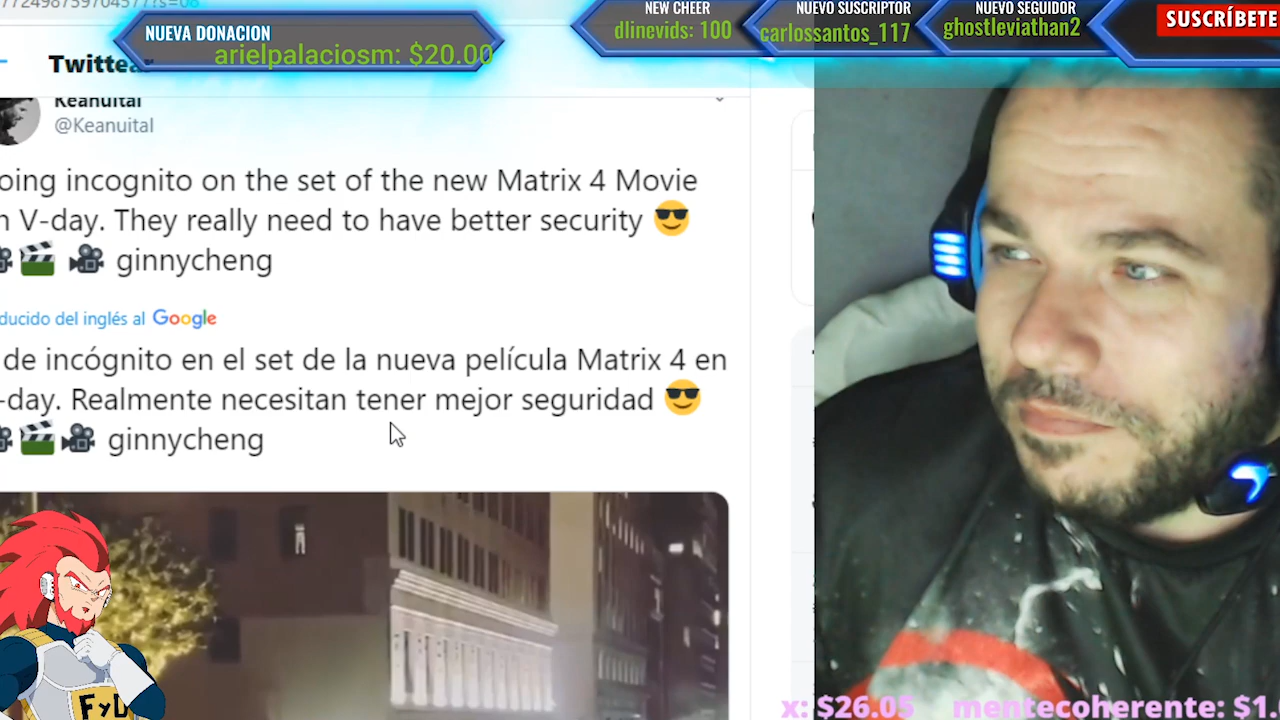 77249875970457?s=08
NUEVA DONACION
arielpalaciosm: $20.00
NEW CHEER
dlinevids: 100
NUEVO SUSCRIPTOR
carlossantos_117
NUEVO SEGUIDOR
ghostleviathan2
SUSCRÍBETE
Twittear
Keanuital
@Keanuital
oing incognito on the set of the new Matrix 4 Movie
n V-day. They really need to have better security 😎
🎥🎬 🎥 ginnycheng
ducido del inglés al Google
de incógnito en el set de la nueva película Matrix 4 en
-day. Realmente necesitan tener mejor seguridad 😎
🎥🎬🎥 ginnycheng
FyD
x: $26.05 mentecoherente: $1.